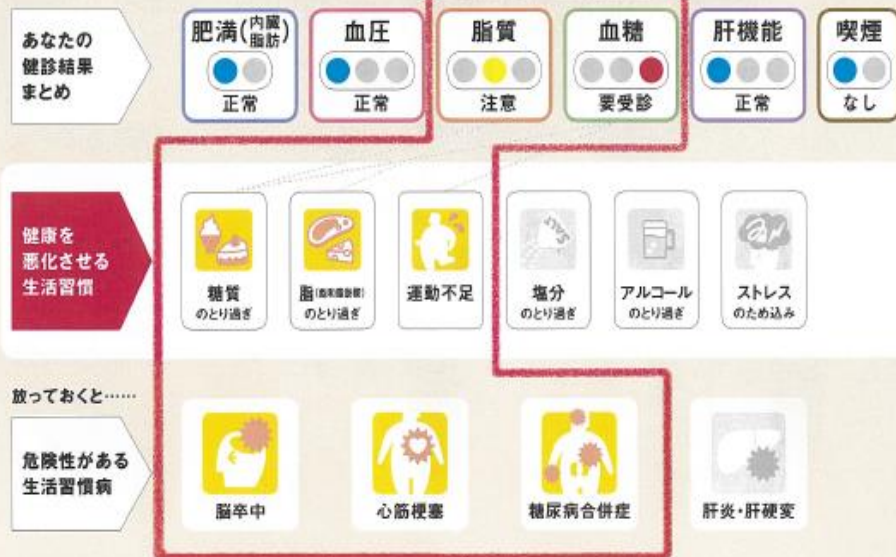 あなたの
健診結果
まとめ
肥満(内臓脂肪)
正常
血圧
正常
脂質
注意
血糖
要受診
肝機能
正常
喫煙
なし
健康を
悪化させる
生活習慣
糖質
のとり過ぎ
脂
のとり過ぎ
運動不足
SALT
塩分
のとり過ぎ
アルコール
のとり過ぎ
ストレス
のため込み
放っておくと……
危険性がある
生活習慣病
脳卒中
心筋梗塞
糖尿病合併症
肝炎・肝硬変